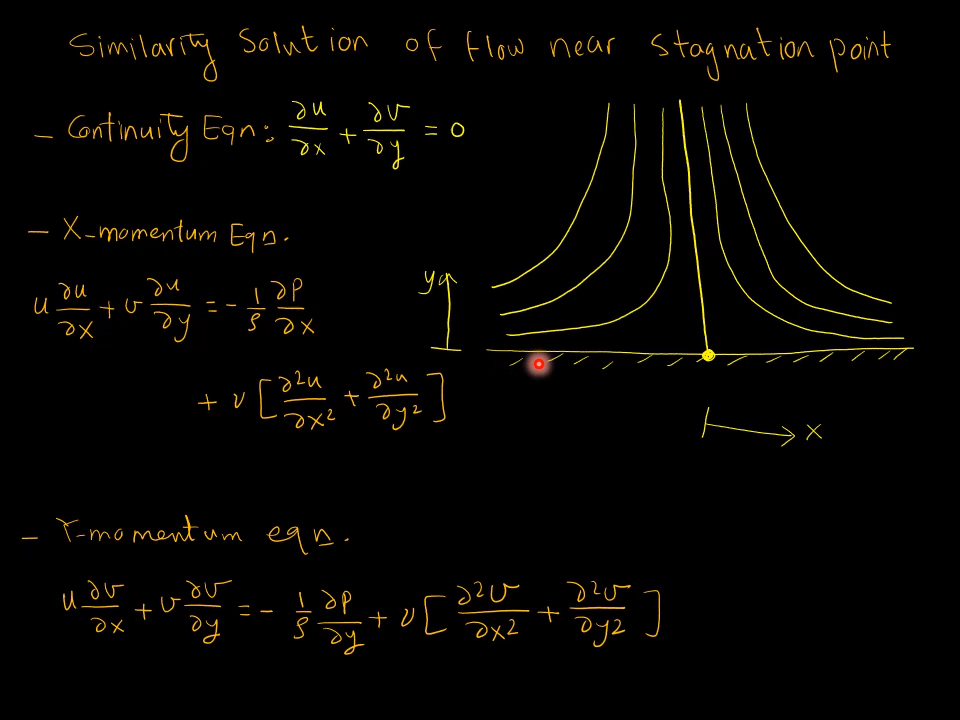 Similarity Solution of flow near stagnation point
- Continuity Eqn: ∂u/∂x + ∂v/∂y = 0
- X-momentum Eqn.
y
u ∂u/∂x + v ∂u/∂y = - 1/ρ ∂P/∂x
+ ν [ ∂²u/∂x² + ∂²u/∂y² ]
x
- Y-momentum eqn.
u ∂v/∂x + v ∂v/∂y = - 1/ρ ∂P/∂y + ν [ ∂²v/∂x² + ∂²v/∂y² ]